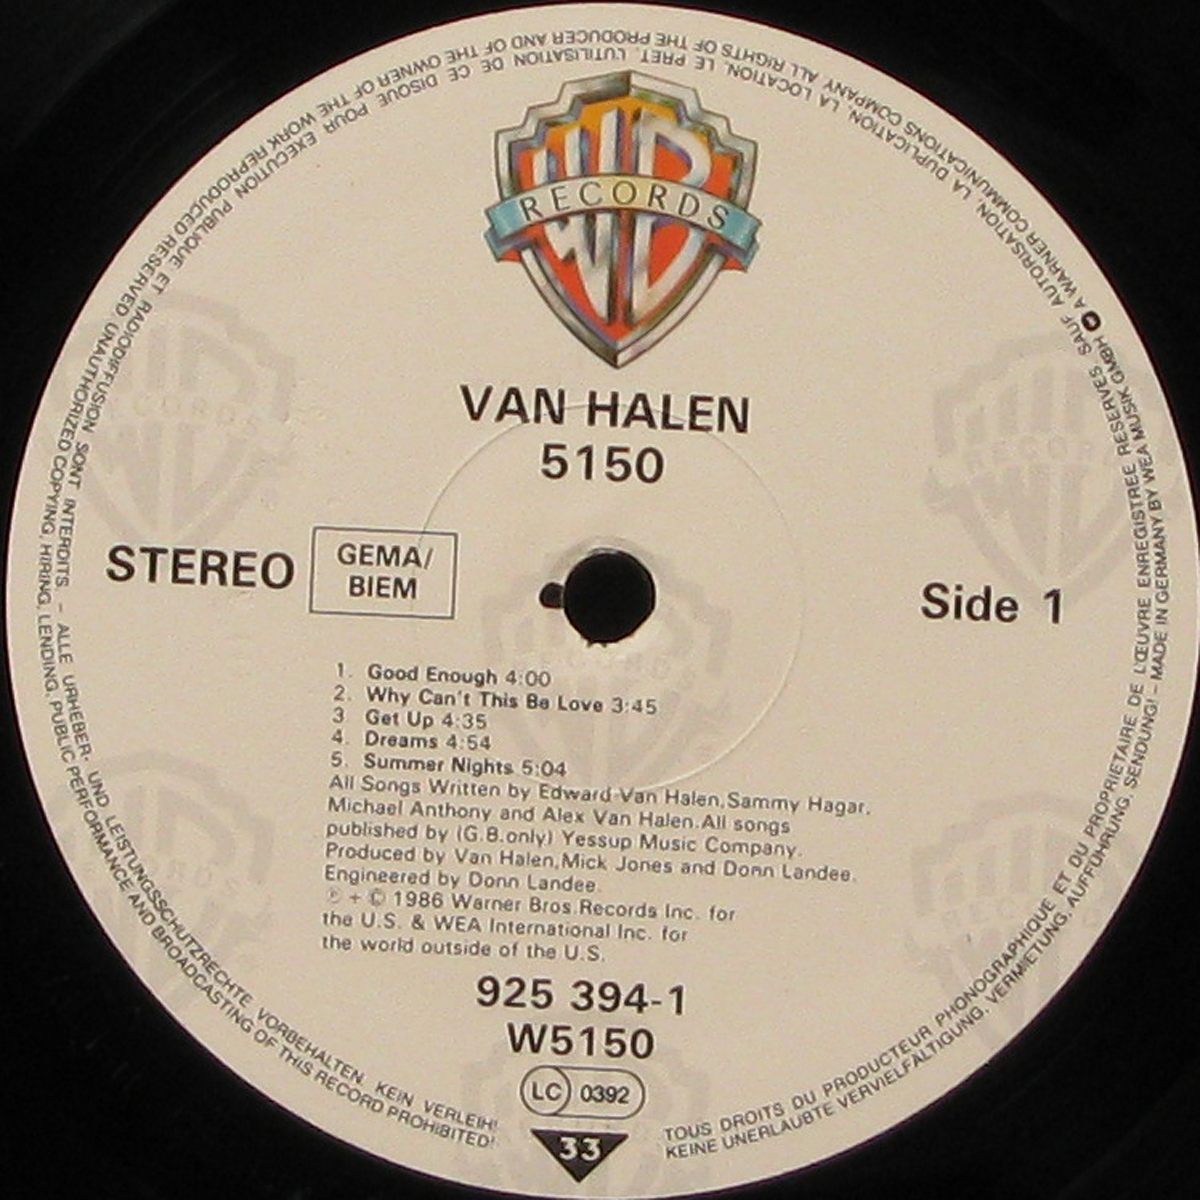 WB
RECORDS
VAN HALEN
5150
STEREO
GEMA/
BIEM
Side 1
1. Good Enough 4:00
2. Why Can't This Be Love 3:45
3 Get Up 4:35
4. Dreams 4:54
5. Summer Nights 5:04
All Songs Written by Edward Van Halen, Sammy Hagar,
Michael Anthony and Alex Van Halen. All songs
published by (G.B. only) Yessup Music Company.
Produced by Van Halen, Mick Jones and Donn Landee.
Engineered by Donn Landee.
℗ + © 1986 Warner Bros. Records Inc. for
the U.S. & WEA International Inc. for
the world outside of the U.S.
925 394-1
W5150
LC 0392
33
TOUS DROITS DU PRODUCTEUR PHONOGRAPHIQUE ET DU PROPRIETAIRE DE L'ŒUVRE ENREGISTREE RESERVES. SAUF AUTORISATION, LA DUPLICATION, LA LOCATION, LE PRET, L'UTILISATION DE CE DISQUE POUR EXECUTION PUBLIQUE ET RADIODIFFUSION SONT INTERDITS. – ALLE URHEBER- UND LEISTUNGSSCHUTZRECHTE VORBEHALTEN. KEIN VERLEIH!
KEINE UNERLAUBTE VERVIELFÄLTIGUNG, VERMIETUNG, AUFFÜHRUNG, SENDUNG! – MADE IN GERMANY BY WEA MUSIK GMBH A WARNER COMMUNICATIONS COMPANY ALL RIGHTS OF THE PRODUCER AND OF THE OWNER OF THE WORK REPRODUCED RESERVED UNAUTHORIZED COPYING, HIRING, LENDING, PUBLIC PERFORMANCE AND BROADCASTING OF THIS RECORD PROHIBITED!